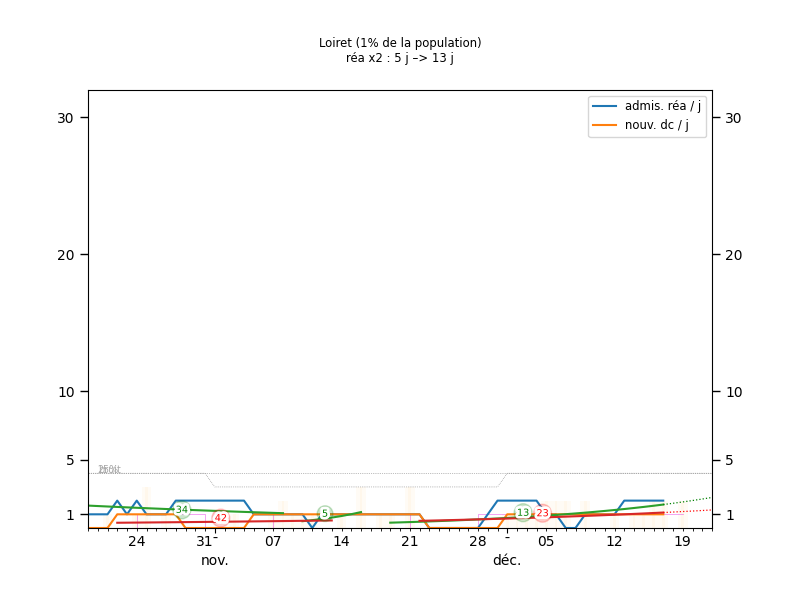 Loiret (1% de la population)
réa x2 : 5 j –> 13 j
admis. réa / j
nouv. dc / j
30 30
20 20
10 10
5 5
1 1
34 42 5 13 23
24 31 07 14 21 28 05 12 19
nov. déc.